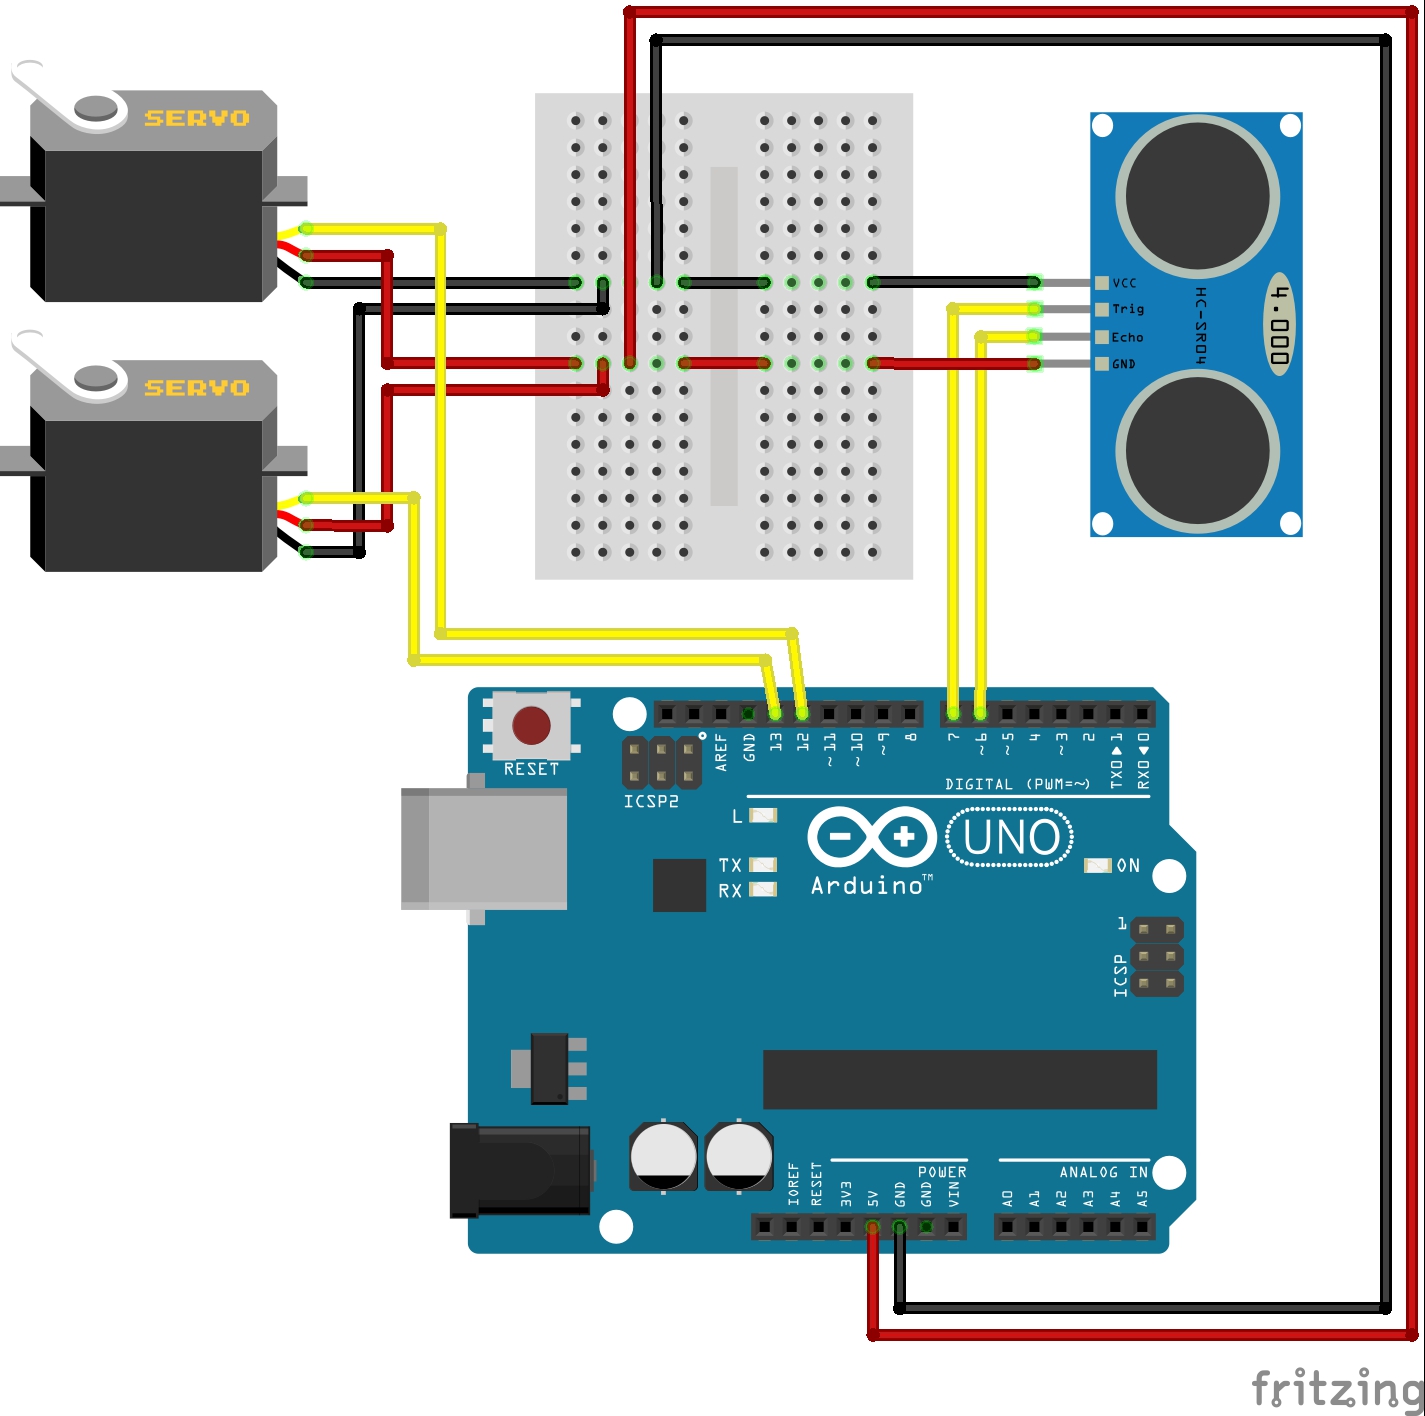 SERVO
SERVO
VCC
Trig
Echo
GND
HC-SR04
4.000
RESET
ICSP2
AREF
GND
13
12
~11
~10
~9
8
7
~6
~5
4
~3
2
TX0▶1
RX0◀0
DIGITAL (PWM=~)
L
TX
RX
UNO
Arduino™
ON
1
ICSP
IOREF
RESET
3V3
5V
GND
GND
VIN
POWER
ANALOG IN
A0
A1
A2
A3
A4
A5
fritzing